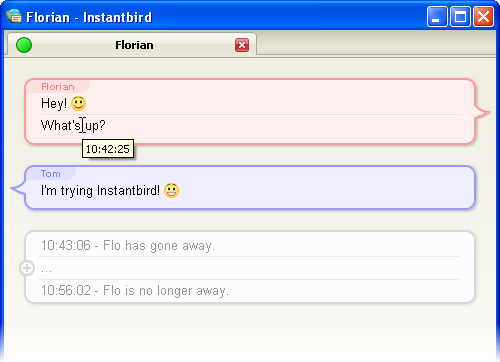 Florian - Instantbird
Florian
Florian
Hey!
What's up?
10:42:25
Tom
I'm trying Instantbird!
10:43:06 - Flo has gone away.
...
10:56:02 - Flo is no longer away.